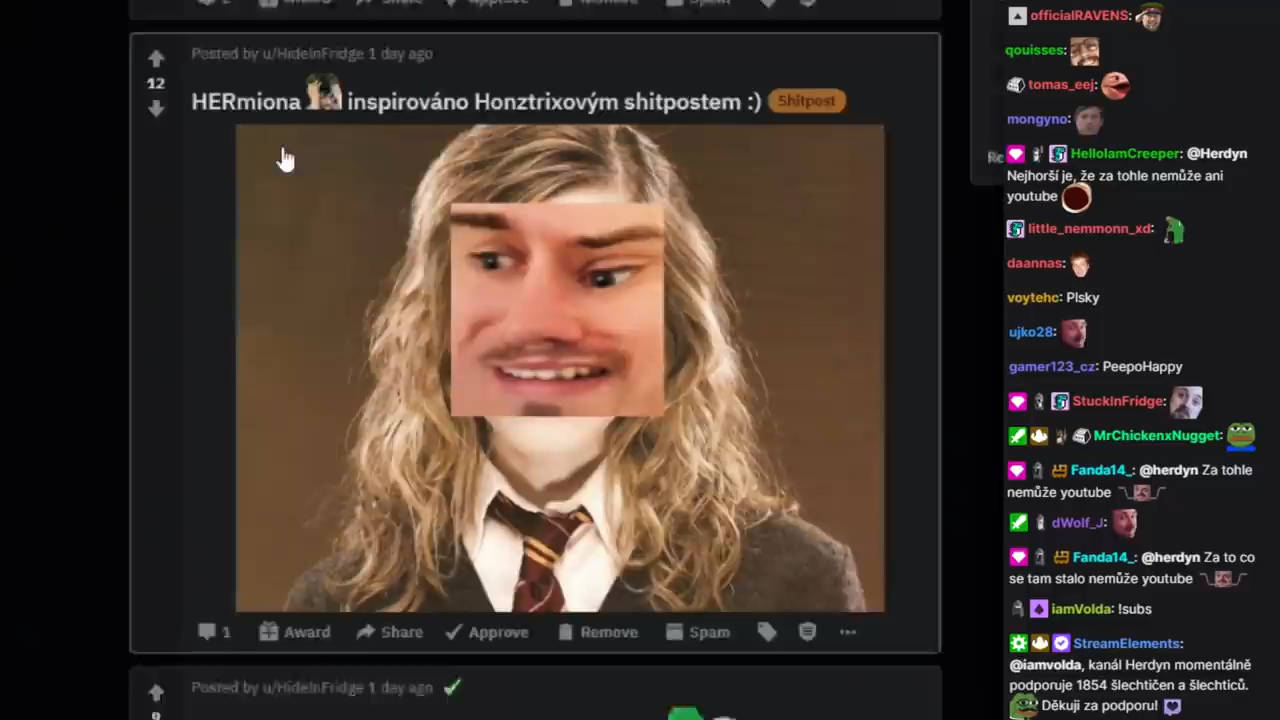 Posted by u/HideInFridge 1 day ago
12
HERmiona inspirováno Honztrixovým shitpostem :) Shitpost
1 Award Share Approve Remove Spam
Posted by u/HideInFridge 1 day ago
officialRAVENS:
qouisses:
tomas_eej:
mongyno:
HelloIamCreeper: @Herdyn
Nejhorší je, že za tohle nemůže ani
youtube
little_nemmonn_xd:
daannas:
voytehc: Plsky
ujko28:
gamer123_cz: PeepoHappy
StuckInFridge:
MrChickenxNugget:
Fanda14_: @herdyn Za tohle
nemůže youtube
dWolf_J:
Fanda14_: @herdyn Za to co
se tam stalo nemůže youtube
iamVolda: !subs
StreamElements:
@iamvolda, kanál Herdyn momentálně
podporuje 1854 šlechtičen a šlechticů.
Děkuji za podporu!